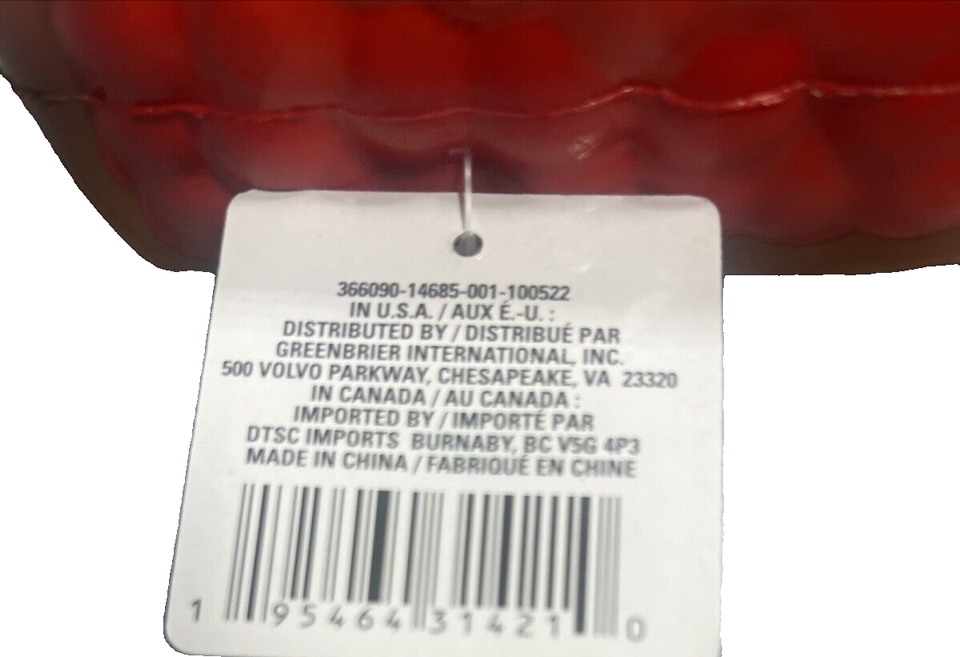 366090-14685-001-100522
IN U.S.A. / AUX É.-U. :
DISTRIBUTED BY / DISTRIBUÉ PAR
GREENBRIER INTERNATIONAL, INC.
500 VOLVO PARKWAY, CHESAPEAKE, VA 23320
IN CANADA / AU CANADA :
IMPORTED BY / IMPORTÉ PAR
DTSC IMPORTS BURNABY, BC V5G 4P3
MADE IN CHINA / FABRIQUÉ EN CHINE
1 95464 31421 0